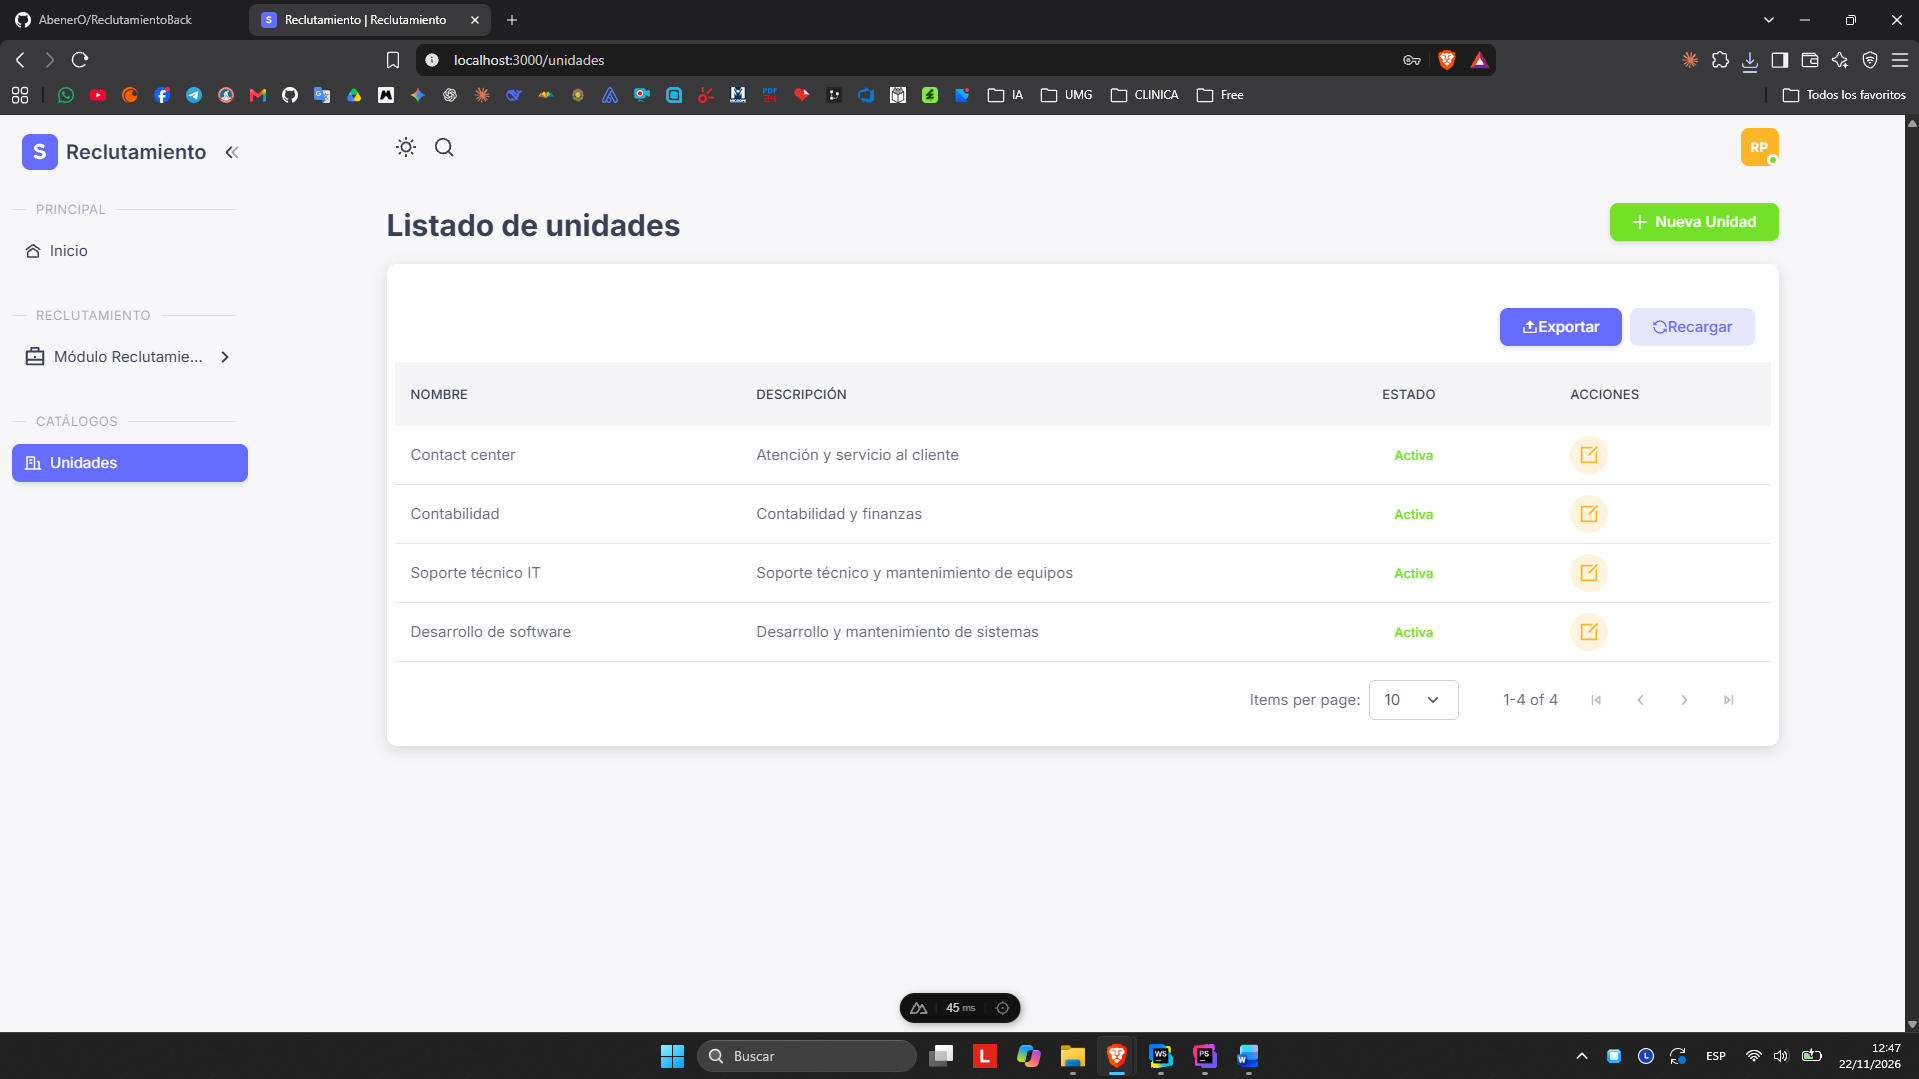 AbenerO/ReclutamientoBack
Reclutamiento | Reclutamiento
localhost:3000/unidades
IA
UMG
CLINICA
Free
Todos los favoritos
S Reclutamiento
RP
PRINCIPAL
Inicio
RECLUTAMIENTO
Módulo Reclutamie...
CATÁLOGOS
Unidades
Listado de unidades
Nueva Unidad
Exportar
Recargar
NOMBRE DESCRIPCIÓN ESTADO ACCIONES
Contact center Atención y servicio al cliente Activa
Contabilidad Contabilidad y finanzas Activa
Soporte técnico IT Soporte técnico y mantenimiento de equipos Activa
Desarrollo de software Desarrollo y mantenimiento de sistemas Activa
Items per page: 10 1-4 of 4
45 ms
Buscar
ESP
12:47
22/11/2026